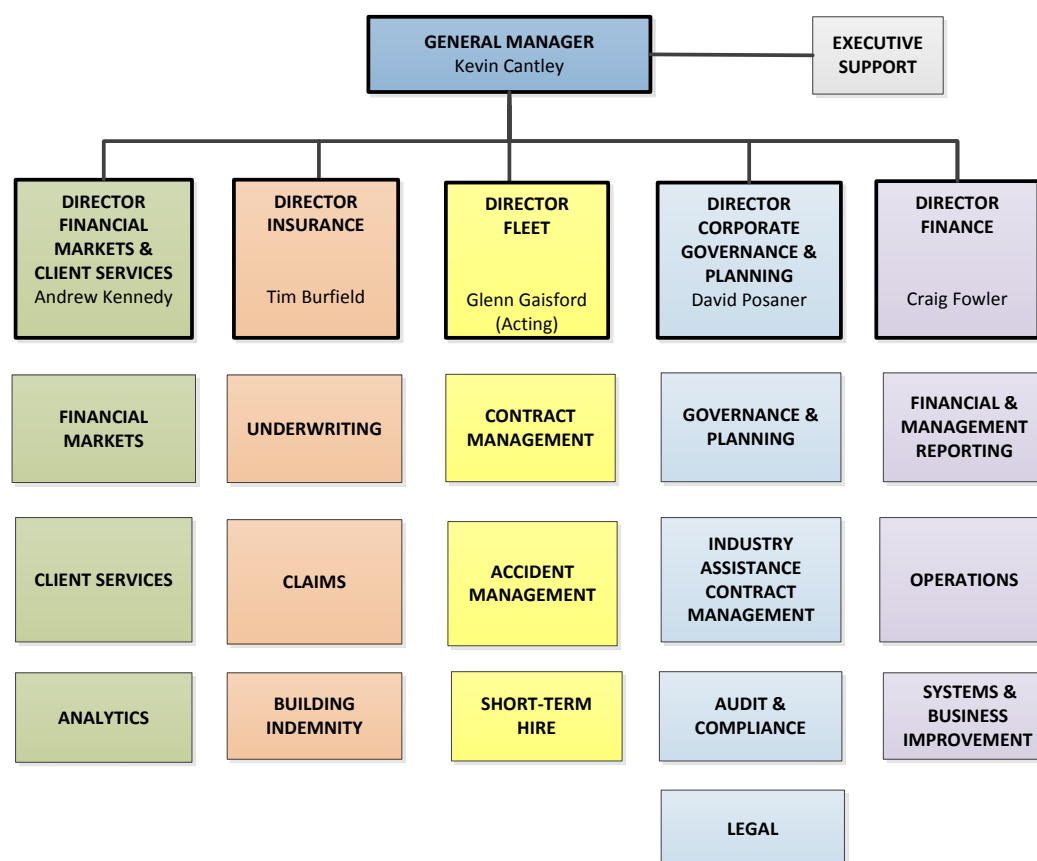 GENERAL MANAGER
Kevin Cantley
EXECUTIVE
SUPPORT
DIRECTOR
FINANCIAL
MARKETS &
CLIENT SERVICES
Andrew Kennedy
DIRECTOR
INSURANCE
Tim Burfield
DIRECTOR
FLEET
Glenn Gaisford
(Acting)
DIRECTOR
CORPORATE
GOVERNANCE &
PLANNING
David Posaner
DIRECTOR
FINANCE
Craig Fowler
FINANCIAL
MARKETS
UNDERWRITING
CONTRACT
MANAGEMENT
GOVERNANCE &
PLANNING
FINANCIAL &
MANAGEMENT
REPORTING
CLIENT SERVICES
CLAIMS
ACCIDENT
MANAGEMENT
INDUSTRY
ASSISTANCE
CONTRACT
MANAGEMENT
OPERATIONS
ANALYTICS
BUILDING
INDEMNITY
SHORT-TERM
HIRE
AUDIT &
COMPLIANCE
SYSTEMS &
BUSINESS
IMPROVEMENT
LEGAL